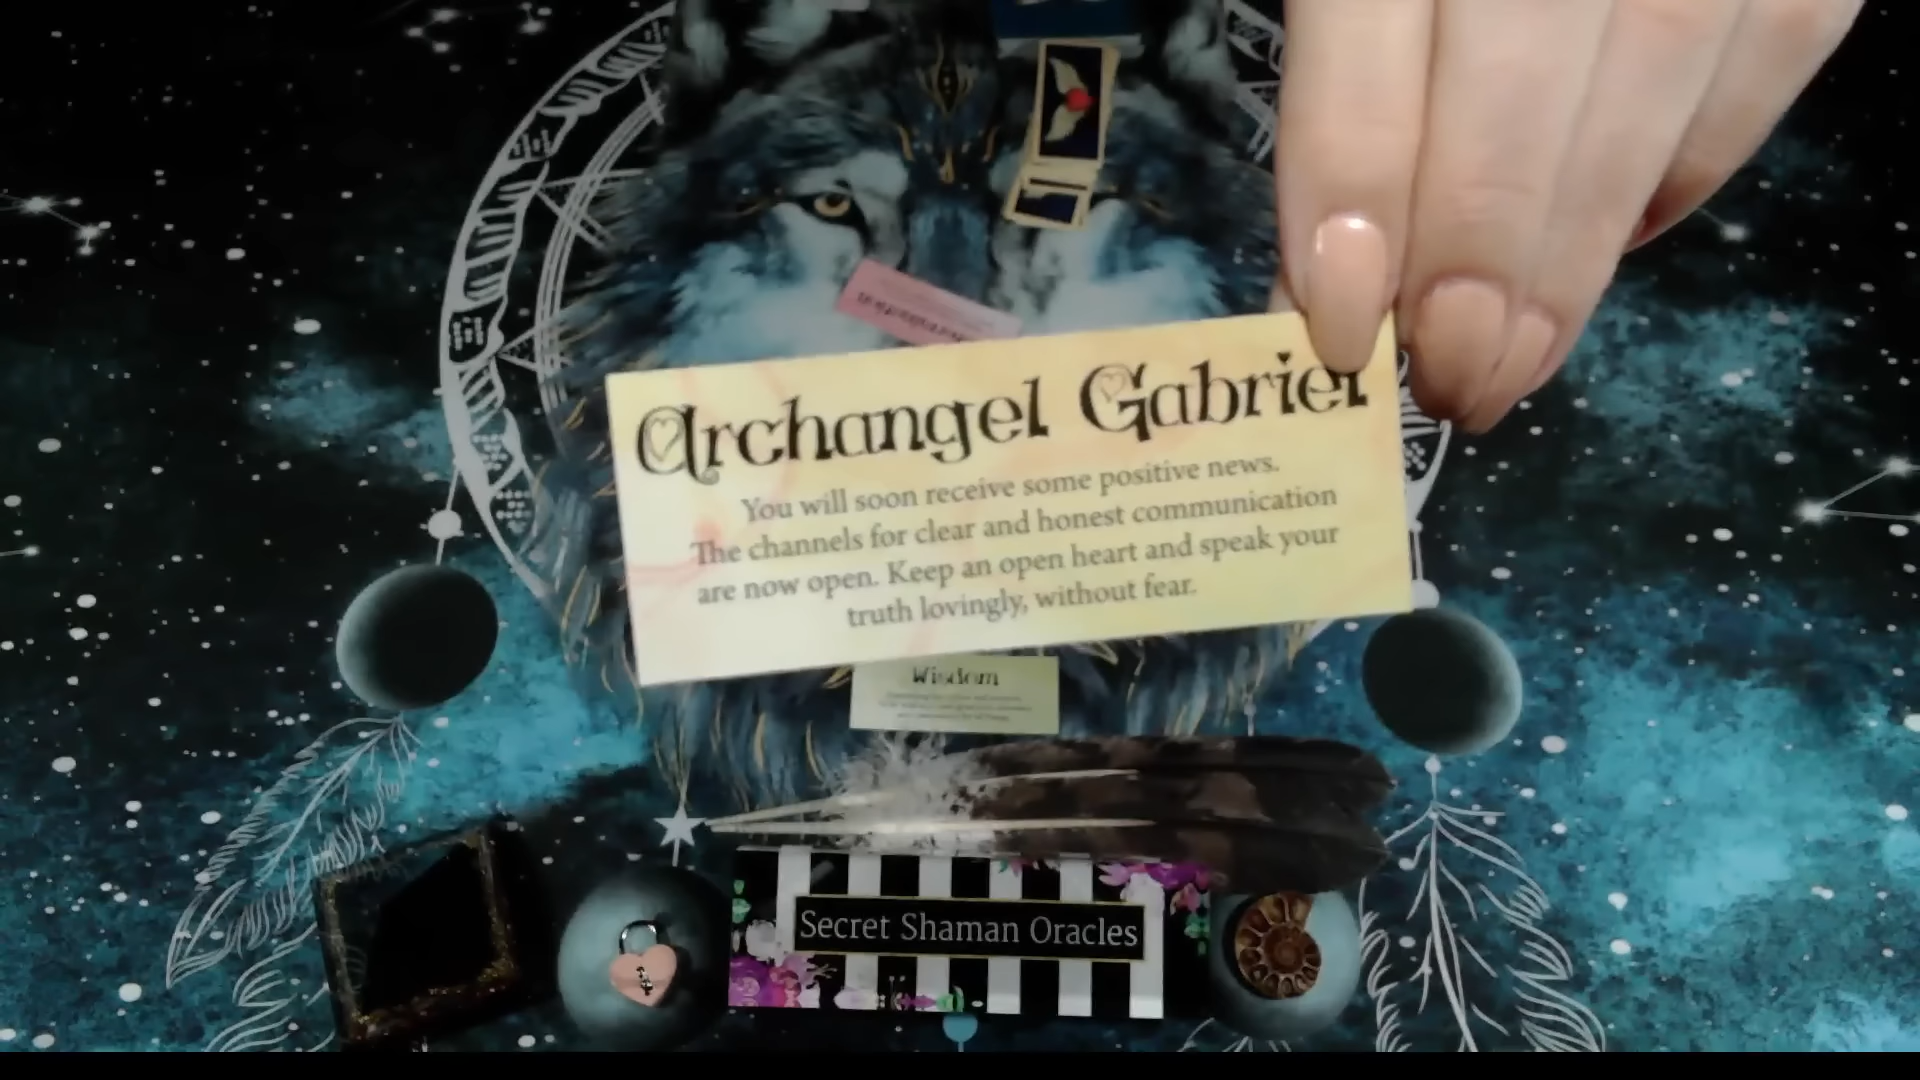 Archangel Gabriel
You will soon receive some positive news.
The channels for clear and honest communication
are now open. Keep an open heart and speak your
truth lovingly, without fear.
Wisdom
Secret Shaman Oracles